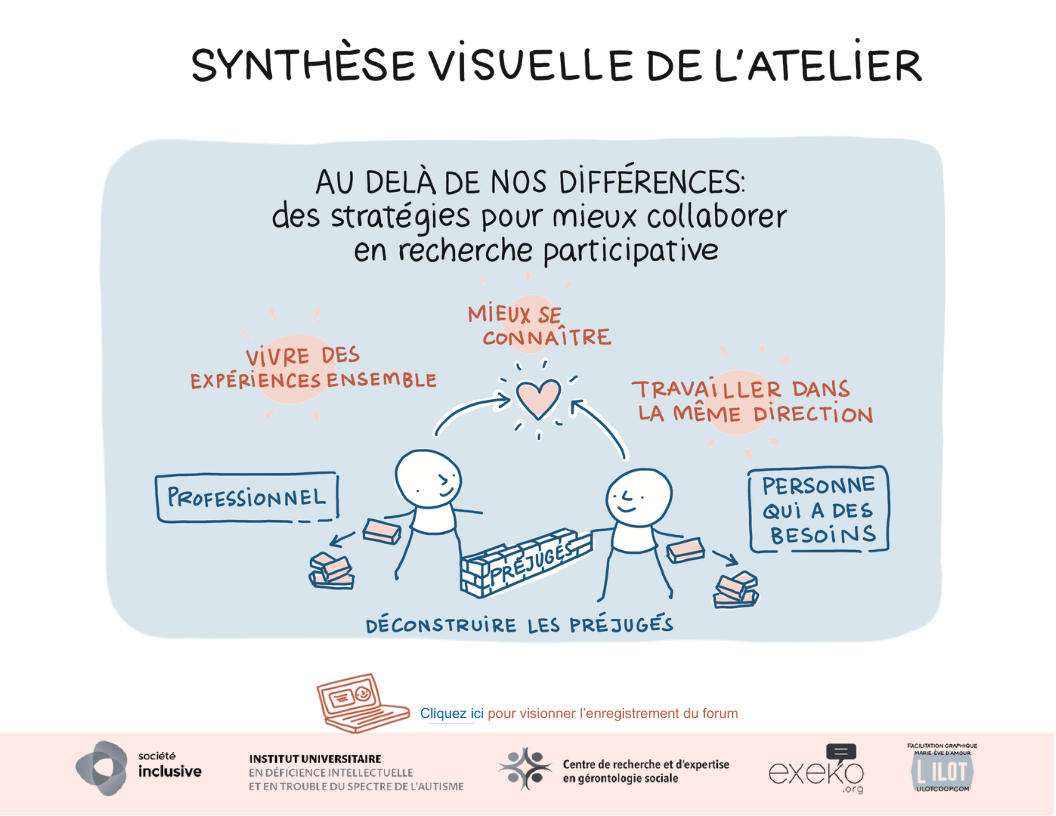 SYNTHÈSE VISUELLE DE L'ATELIER
AU DELÀ DE NOS DIFFÉRENCES:
des stratégies pour mieux collaborer
en recherche participative
MIEUX SE
CONNAÎTRE
VIVRE DES
EXPÉRIENCES ENSEMBLE
TRAVAILLER DANS
LA MÊME DIRECTION
PROFESSIONNEL
PERSONNE
QUI A DES
BESOINS
PRÉJUGÉS
DÉCONSTRUIRE LES PRÉJUGÉS
Cliquez ici pour visionner l'enregistrement du forum
société
inclusive
INSTITUT UNIVERSITAIRE
EN DÉFICIENCE INTELLECTUELLE
ET EN TROUBLE DU SPECTRE DE L'AUTISME
Centre de recherche et d'expertise
en gérontologie sociale
exeko
.org
FACILITATION GRAPHIQUE
MARIE-ÈVE D'AMOUR
L'ILOT
LILOTCOOP.COM